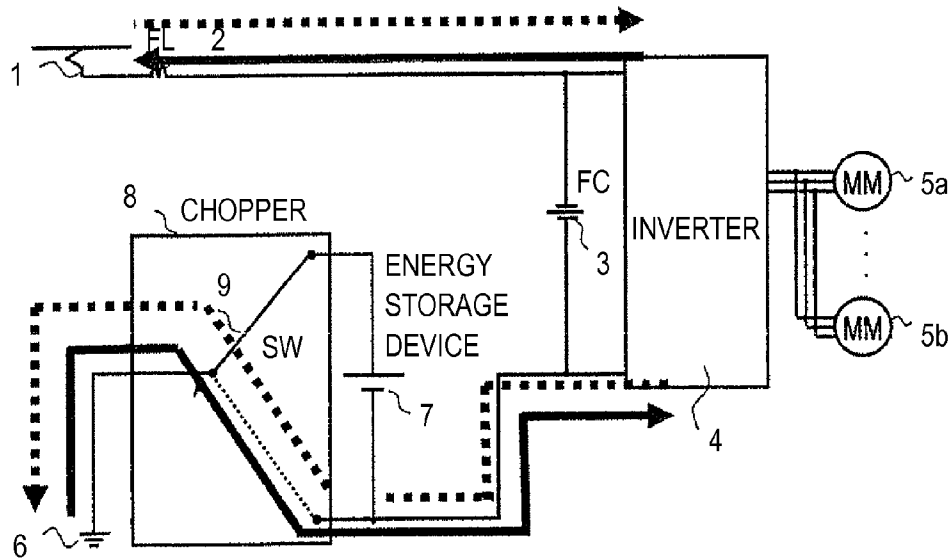 FL 2
1
8 CHOPPER
FC
3
INVERTER
MM 5a
MM 5b
9
SW
ENERGY
STORAGE
DEVICE
7
4
6